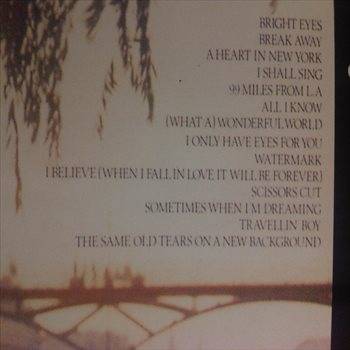 BRIGHT EYES
BREAK AWAY
A HEART IN NEW YORK
I SHALL SING
99 MILES FROM L.A
ALL I KNOW
(WHAT A) WONDERFUL WORLD
I ONLY HAVE EYES FOR YOU
WATERMARK
I BELIEVE (WHEN I FALL IN LOVE IT WILL BE FOREVER)
SCISSORS CUT
SOMETIMES WHEN I'M DREAMING
TRAVELLIN' BOY
THE SAME OLD TEARS ON A NEW BACKGROUND